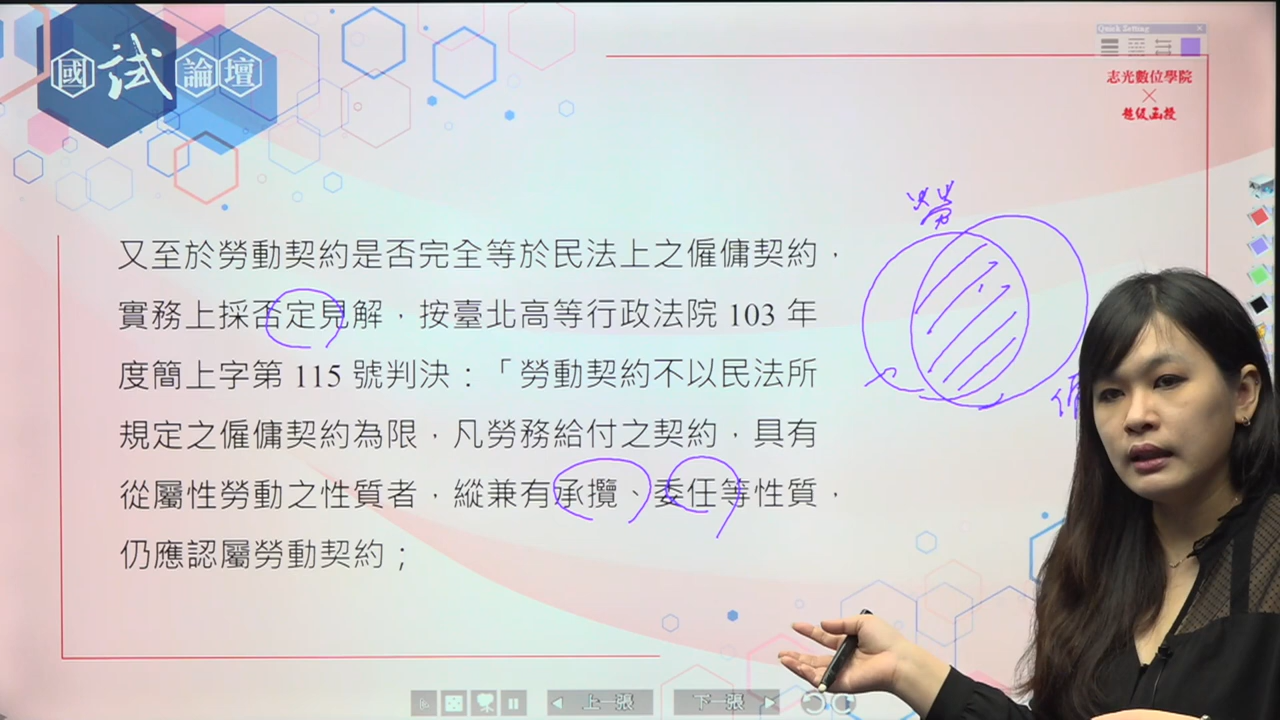 國試論壇
Quick Setting
志光數位學院
×
超級函授
勞
又至於勞動契約是否完全等於民法上之僱傭契約，
實務上採否定見解，按臺北高等行政法院 103 年
度簡上字第 115 號判決：「勞動契約不以民法所
規定之僱傭契約為限，凡勞務給付之契約，具有
從屬性勞動之性質者，縱兼有承攬、委任等性質，
仍應認屬勞動契約；
上一張
下一張